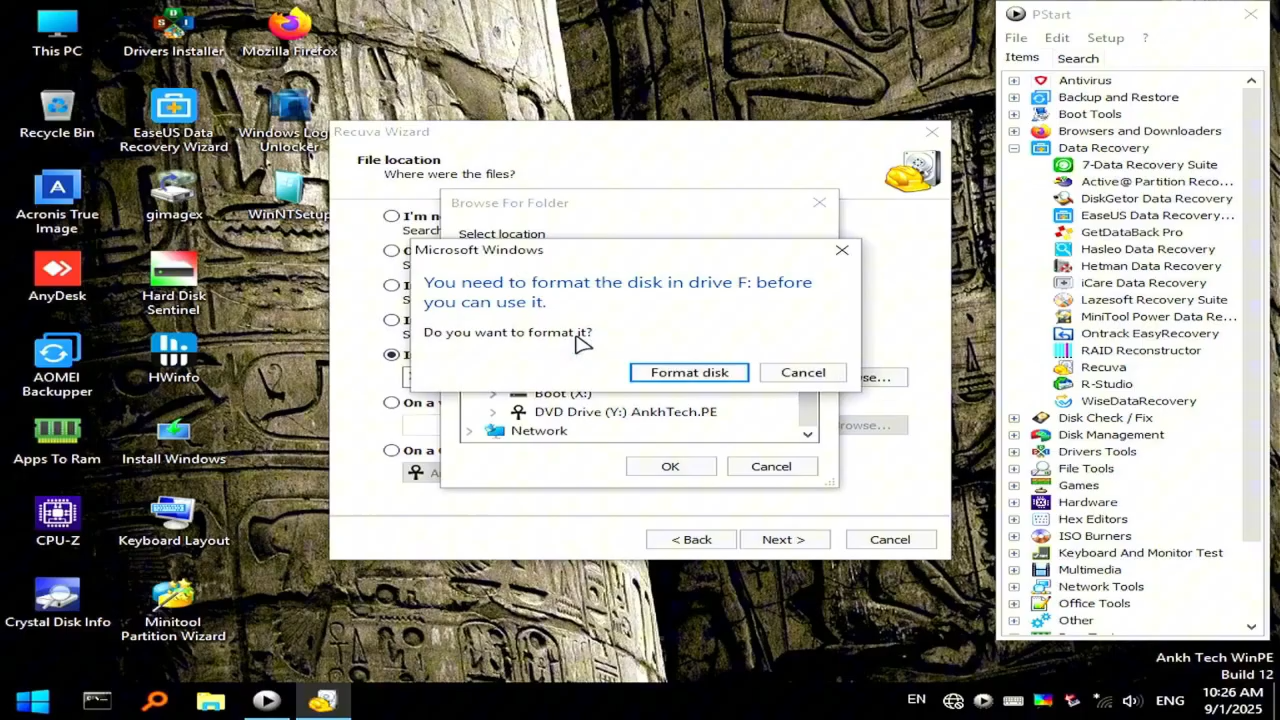 This PC
Drivers Installer
Mozilla Firefox
Recycle Bin
EaseUS Data
Recovery Wizard
Windows
Unlocker
Acronis True
Image
gimagex
WinNTSetup
AnyDesk
Hard Disk
Sentinel
AOMEI
Backupper
HWinfo
Apps To Ram
Install Windows
CPU-Z
Keyboard Layout
Crystal Disk Info
Minitool
Partition Wizard
Recuva Wizard
File location
Where were the files?
I'm n
Searc
On a
On a
< Back
Next >
Cancel
Browse For Folder
Select location
Boot (X:)
DVD Drive (Y:) AnkhTech.PE
Network
OK
Cancel
Microsoft Windows
You need to format the disk in drive F: before
you can use it.
Do you want to format it?
Format disk
Cancel
PStart
File Edit Setup ?
Items Search
Antivirus
Backup and Restore
Boot Tools
Browsers and Downloaders
Data Recovery
7-Data Recovery Suite
Active@ Partition Reco...
DiskGetor Data Recovery
EaseUS Data Recovery...
GetDataBack Pro
Hasleo Data Recovery
Hetman Data Recovery
iCare Data Recovery
Lazesoft Recovery Suite
MiniTool Power Data Re...
Ontrack EasyRecovery
RAID Reconstructor
Recuva
R-Studio
WiseDataRecovery
Disk Check / Fix
Disk Management
Drivers Tools
File Tools
Games
Hardware
Hex Editors
ISO Burners
Keyboard And Monitor Test
Multimedia
Network Tools
Office Tools
Other
Ankh Tech WinPE
Build 12
EN
ENG
10:26 AM
9/1/2025